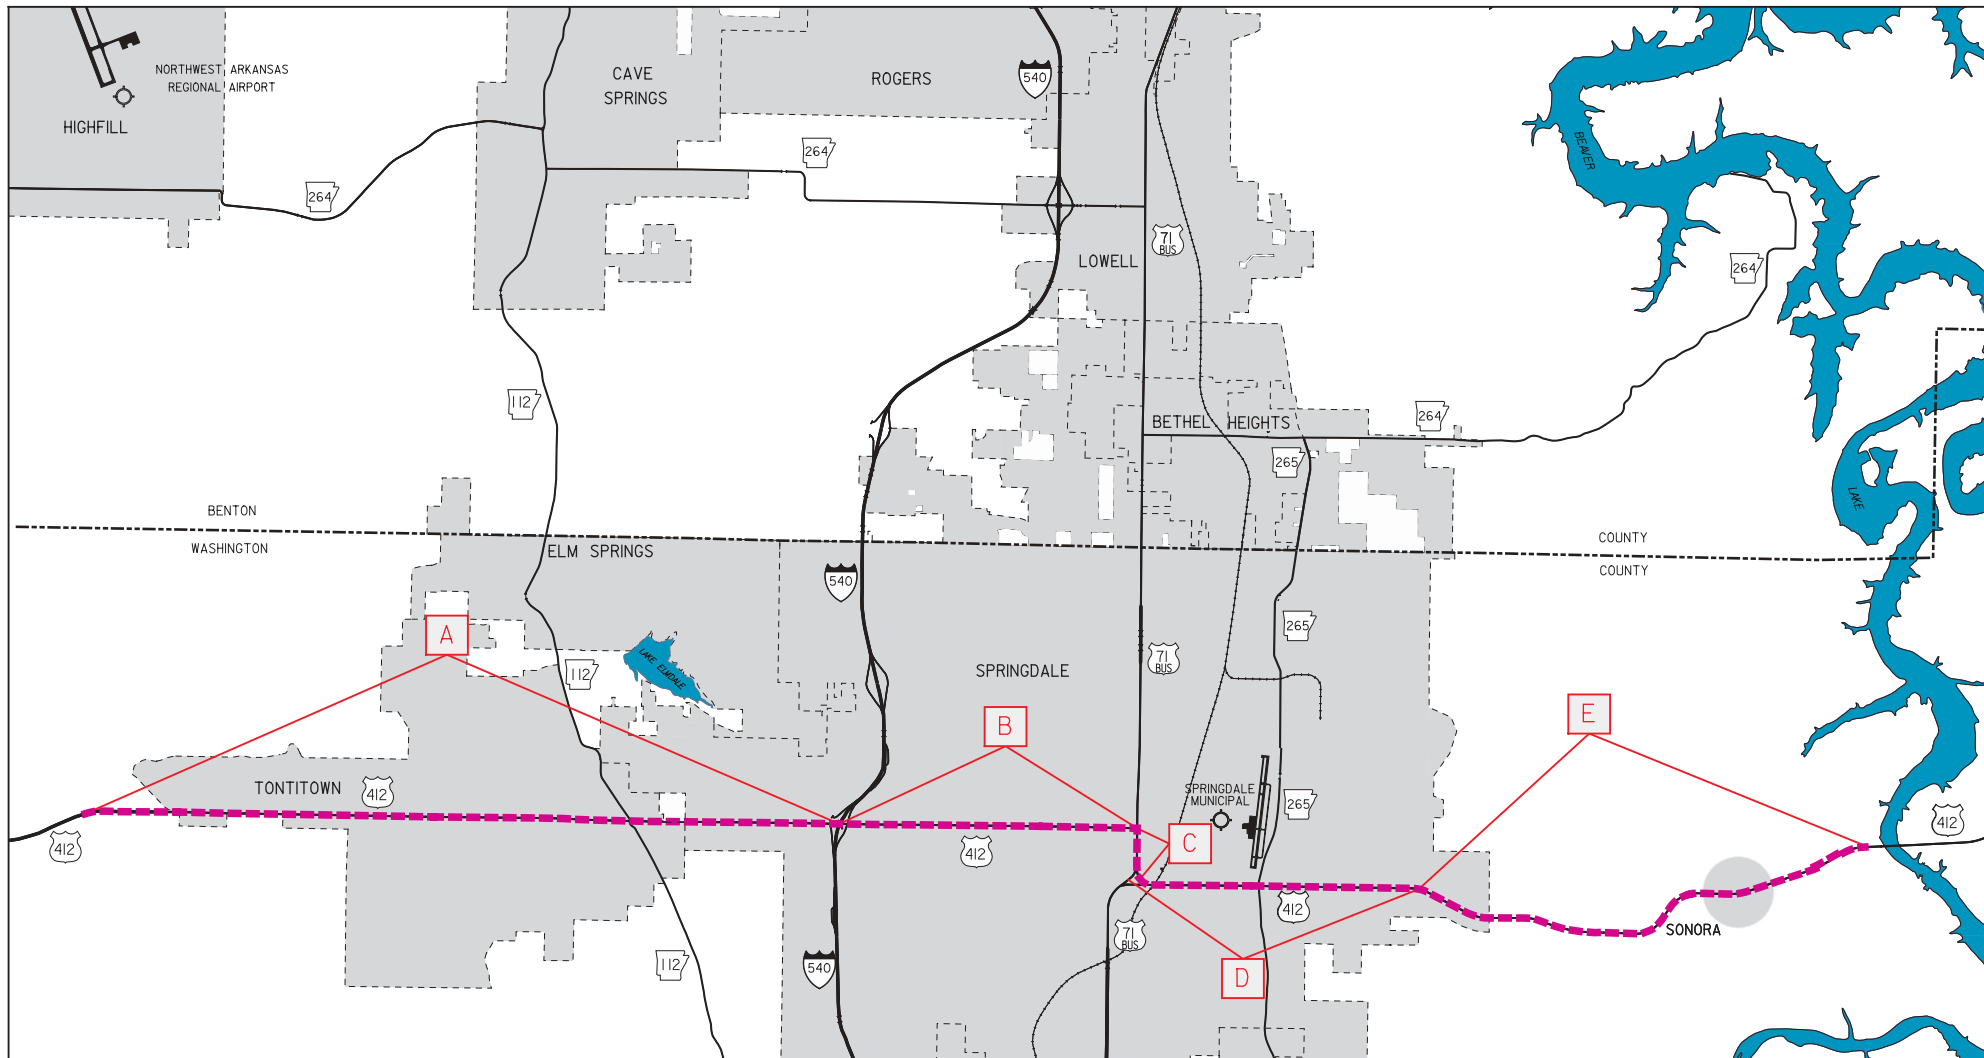 NORTHWEST ARKANSAS
REGIONAL AIRPORT
HIGHFILL
CAVE
SPRINGS
ROGERS
540
264
264
BEAVER
71
BUS
LOWELL
264
112
BETHEL HEIGHTS
264
265
LAKE
BENTON
WASHINGTON
ELM SPRINGS
COUNTY
COUNTY
540
A
265
112
LAKE ELMDALE
SPRINGDALE
71
BUS
B
E
TONTITOWN
412
SPRINGDALE
MUNICIPAL
265
412
412
412
C
412
71
BUS
SONORA
112
540
D